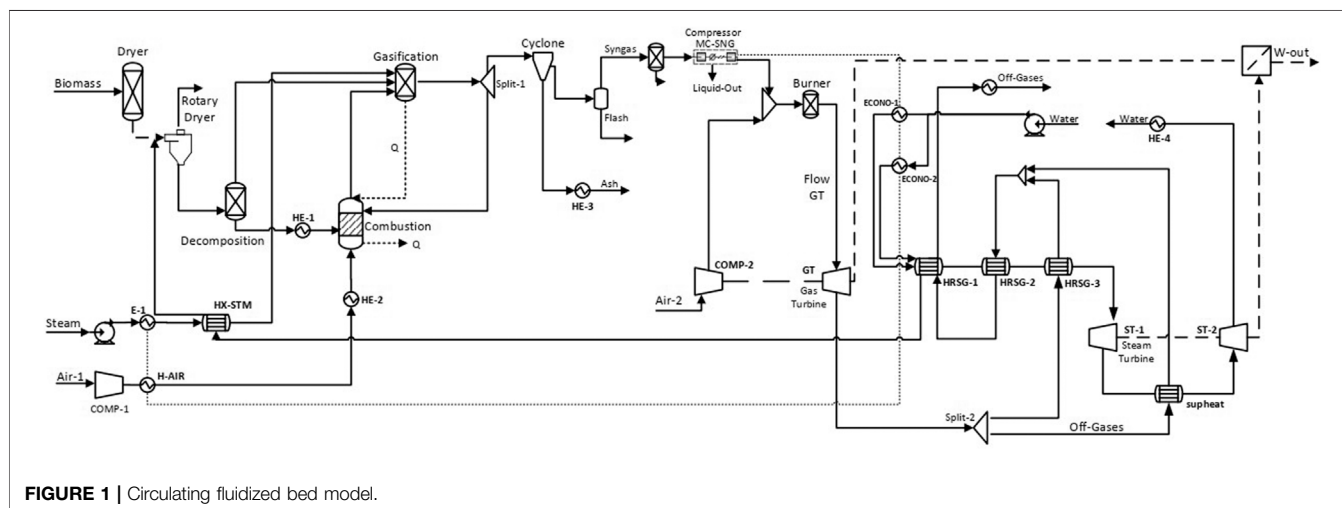 Dryer
Biomass
Rotary
Dryer
Decomposition
HE-1
Gasification
Split-1
Q
Combustion
Q
HE-2
Cyclone
Flash
Ash
HE-3
Syngas
Compressor
MC-SNG
Liquid-Out
Burner
Flow
GT
COMP-2
Air-2
GT
Gas
Turbine
W-out
Off-Gases
ECONO-1
Water
Water
HE-4
ECONO-2
HRSG-1
HRSG-2
HRSG-3
ST-1
Steam
Turbine
ST-2
supheat
Split-2
Off-Gases
Steam
E-1
HX-STM
Air-1
H-AIR
COMP-1
FIGURE 1 | Circulating fluidized bed model.